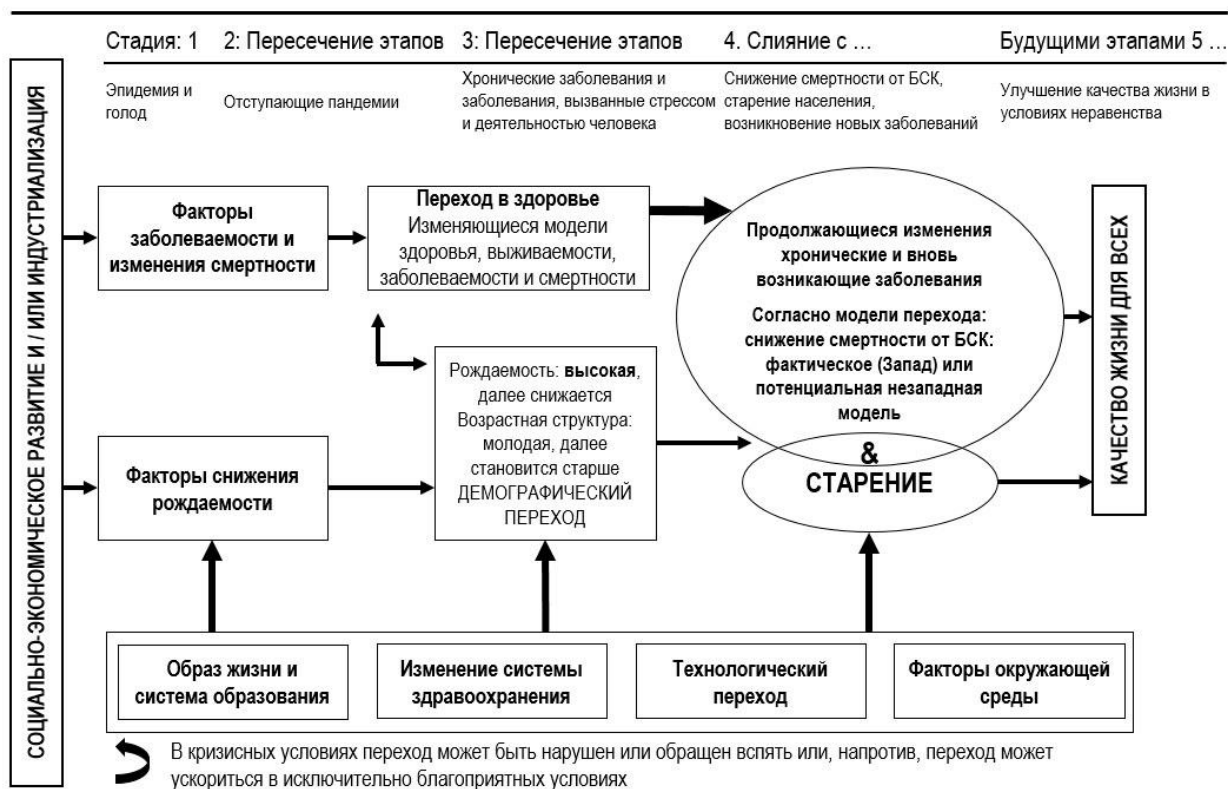 Стадия: 1
2: Пересечение этапов
3: Пересечение этапов
4. Слияние с ...
Будущими этапами 5 ...
Эпидемия и
голод
Отступающие пандемии
Хронические заболевания и
заболевания, вызванные стрессом
и деятельностью человека
Снижение смертности от БСК,
старение населения,
возникновение новых заболеваний
Улучшение качества жизни в
условиях неравенства
СОЦИАЛЬНО-ЭКОНОМИЧЕСКОЕ РАЗВИТИЕ И / ИЛИ ИНДУСТРИАЛИЗАЦИЯ
Факторы
заболеваемости и
изменения смертности
Переход в здоровье
Изменяющиеся модели
здоровья, выживаемости,
заболеваемости и смертности
Продолжающиеся изменения
хронические и вновь
возникающие заболевания
Согласно модели перехода:
снижение смертности от БСК:
фактическое (Запад) или
потенциальная незападная
модель
&
СТАРЕНИЕ
КАЧЕСТВО ЖИЗНИ ДЛЯ ВСЕХ
Факторы снижения
рождаемости
Рождаемость: высокая,
далее снижается
Возрастная структура:
молодая, далее
становится старше
ДЕМОГРАФИЧЕСКИЙ
ПЕРЕХОД
Образ жизни и
система образования
Изменение системы
здравоохранения
Технологический
переход
Факторы окружающей
среды
В кризисных условиях переход может быть нарушен или обращен вспять или, напротив, переход может
ускориться в исключительно благоприятных условиях